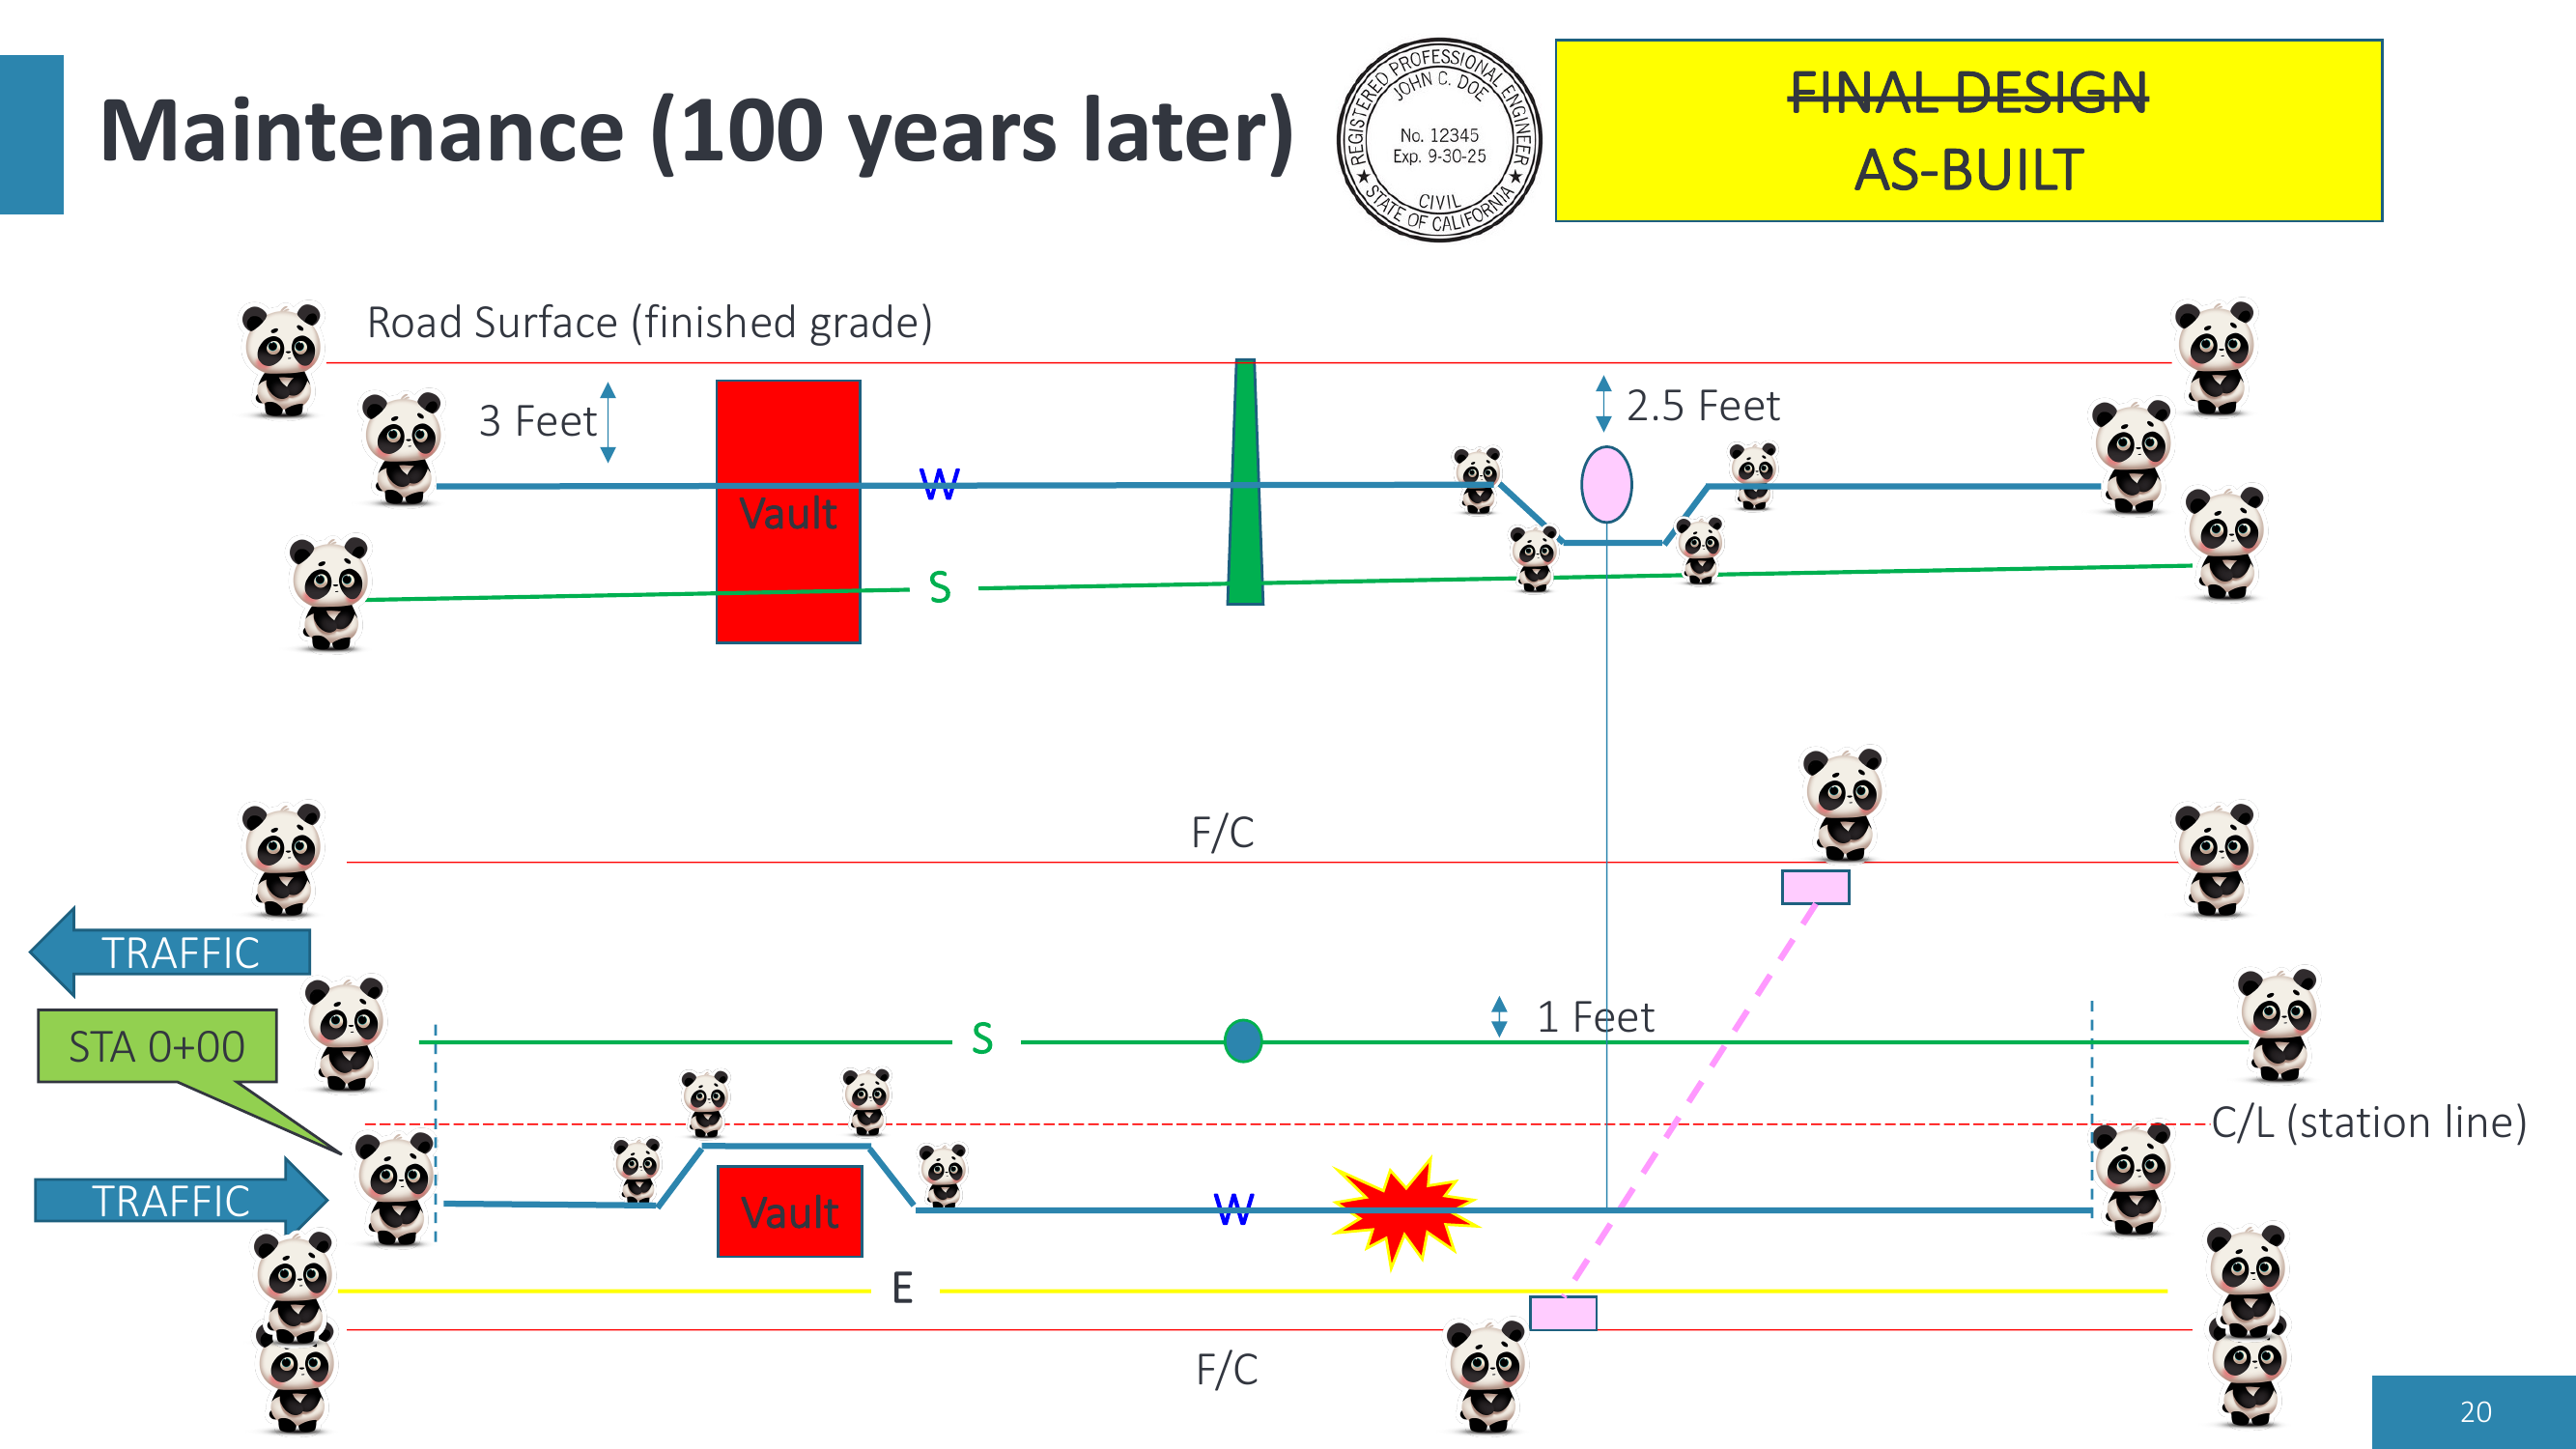 Maintenance (100 years later)
REGISTERED PROFESSIONAL ENGINEER
JOHN C. DOE
No. 12345
Exp. 9-30-25
CIVIL
STATE OF CALIFORNIA
FINAL DESIGN
AS-BUILT
Road Surface (finished grade)
3 Feet
2.5 Feet
W
Vault
S
F/C
TRAFFIC
1 Feet
STA 0+00
S
C/L (station line)
TRAFFIC
Vault
W
E
F/C
20